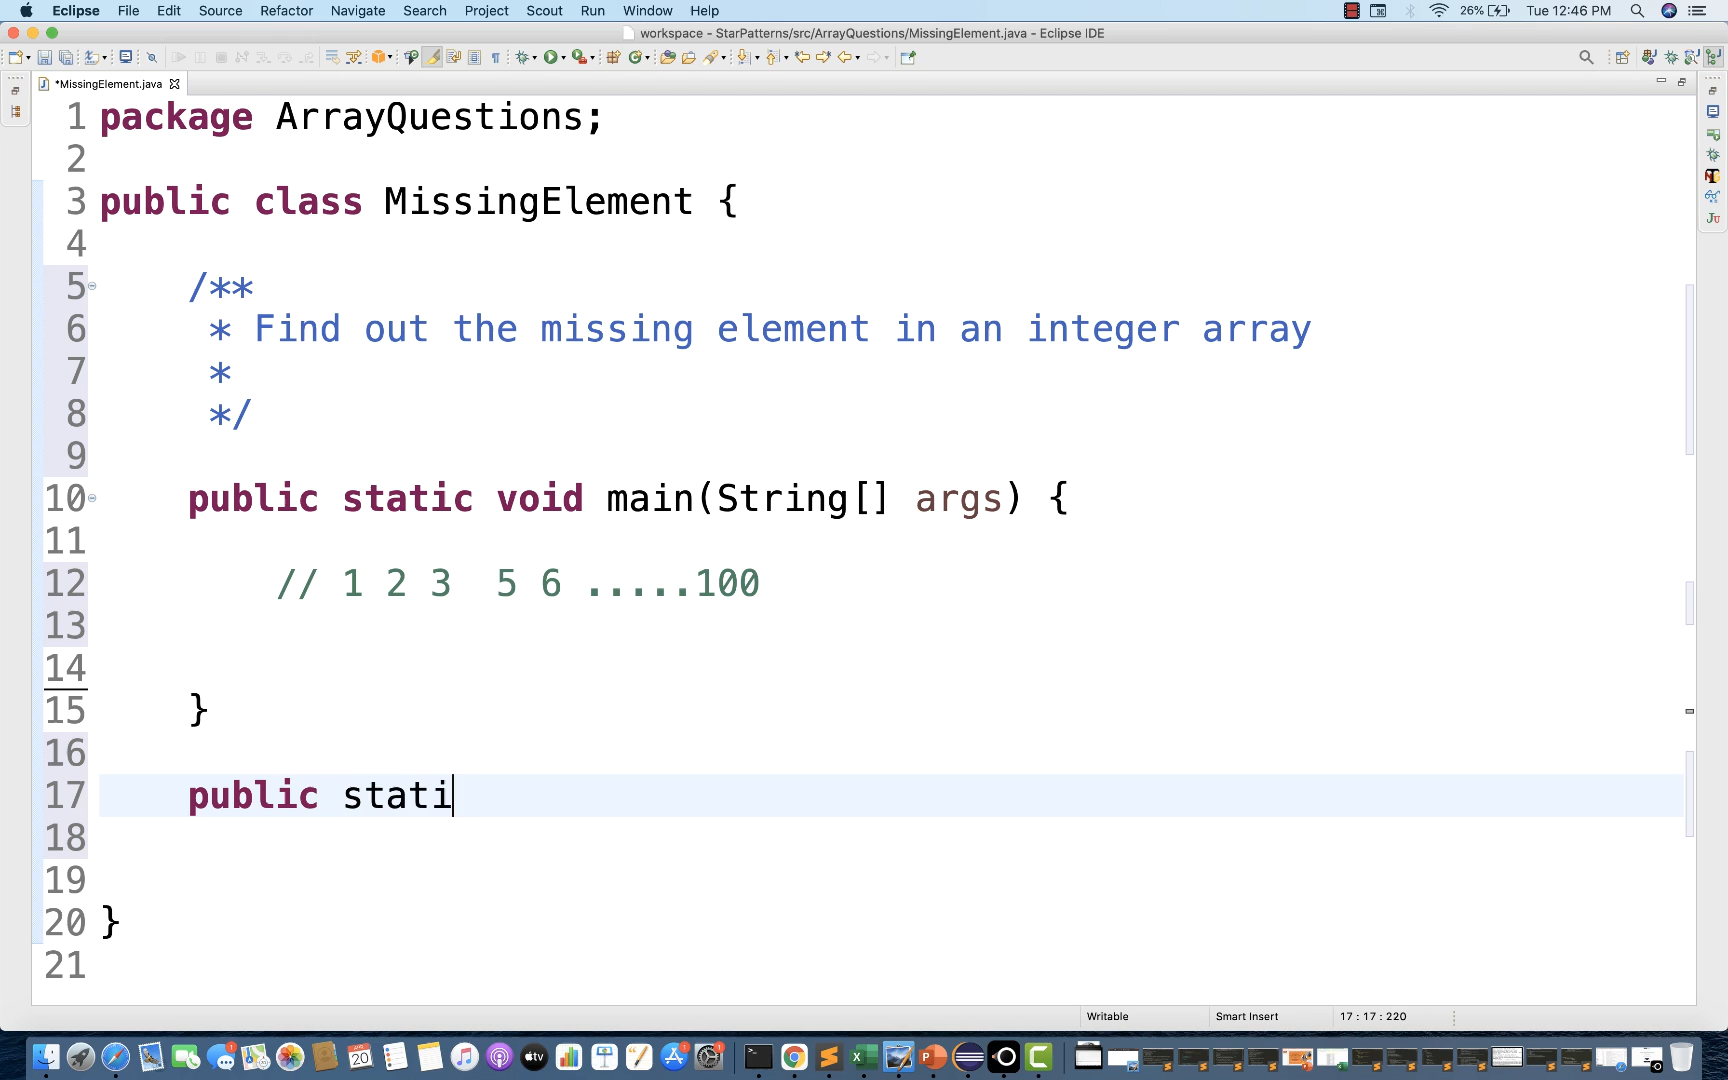 Eclipse File Edit Source Refactor Navigate Search Project Scout Run Window Help 26% Tue 12:46 PM
workspace - StarPatterns/src/ArrayQuestions/MissingElement.java - Eclipse IDE
*MissingElement.java
1 package ArrayQuestions;
2
3 public class MissingElement {
4
5 /**
6 * Find out the missing element in an integer array
7 *
8 */
9
10 public static void main(String[] args) {
11
12 // 1 2 3  5 6 .....100
13
14
15 }
16
17 public stati
18
19
20 }
21
Writable Smart Insert 17 : 17 : 220